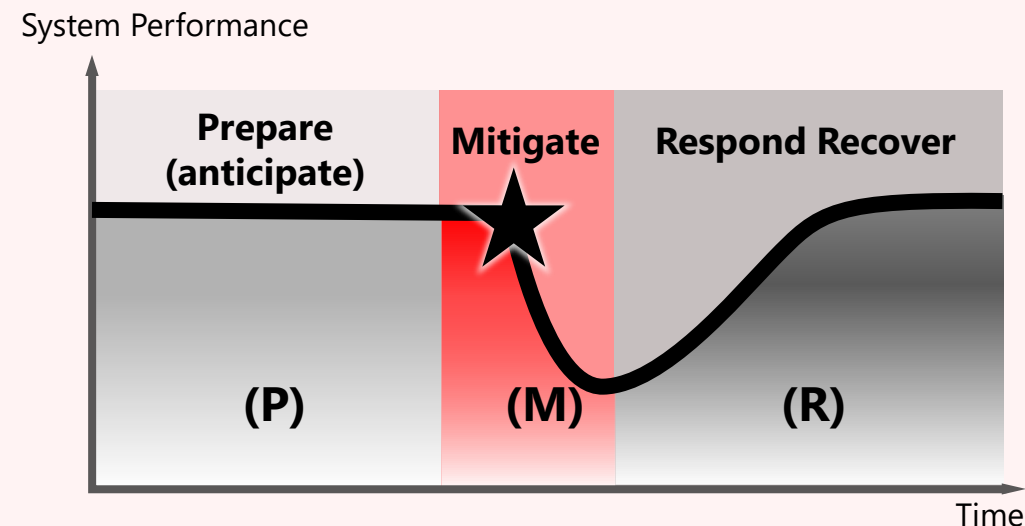 System Performance
Prepare
(anticipate)
Mitigate
Respond Recover
(P)
(M)
(R)
Time